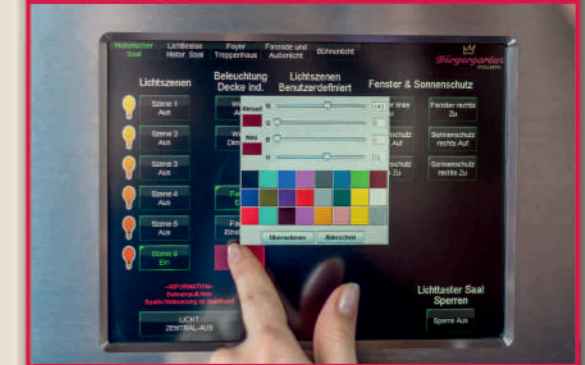 Historischer Saal
Lichtkreise Histor. Saal
Foyer Treppenhaus
Fassade und Außenlicht
Bühnenlicht
Bürgergarten
Lichtszenen
Beleuchtung Decke ind.
Lichtszenen Benutzerdefiniert
Fenster & Sonnenschutz
Szene 1
Aus
Szene 2
Aus
Szene 3
Aus
Szene 4
Aus
Szene 5
Aus
Szene 6
Ein
Aktuell
Neu
Übernehmen
Abbrechen
Fenster rechts
Zu
Sonnenschutz
rechts Auf
Sonnenschutz
rechts Zu
-INFORMATION-
LICHT
ZENTRAL-AUS
Lichttaster Saal
Sperren
Sperre Aus